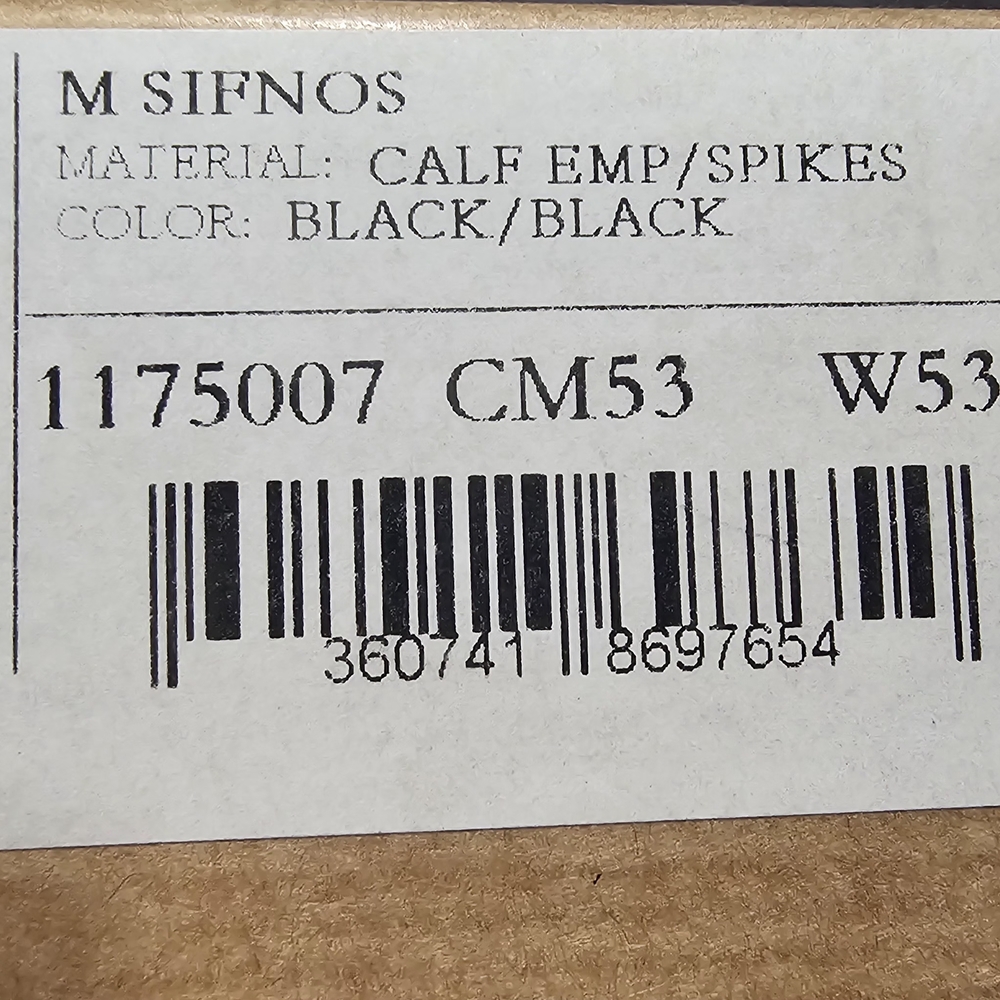 M SIFNOS
MATERIAL: CALF EMP/SPIKES
COLOR: BLACK/BLACK
1175007 CM53 W53
360741 8697654